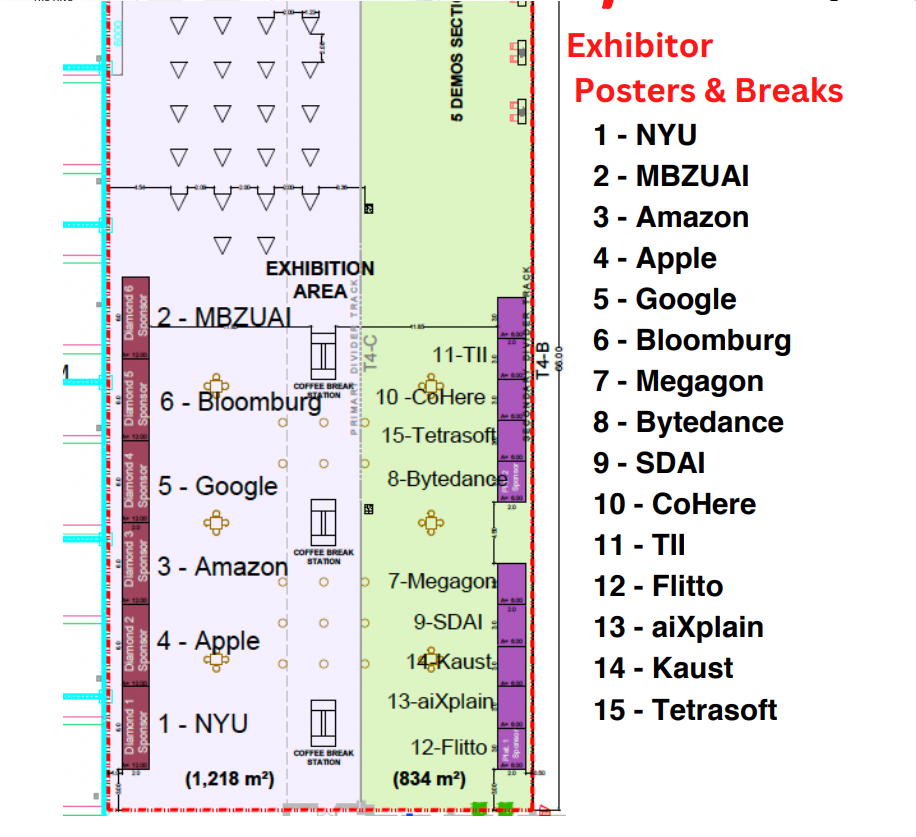 5 DEMOS SECTI
EXHIBITION
AREA
PRIMARY DIVIDER TRACK
SECONDARY DIVIDER TRACK
T4-C
T4-B
66.00
Diamond 6
Sponsor
Diamond 5
Sponsor
Diamond 4
Sponsor
Diamond 3
Sponsor
Diamond 2
Sponsor
Diamond 1
Sponsor
2 - MBZUAI
6 - Bloomburg
5 - Google
3 - Amazon
4 - Apple
1 - NYU
COFFEE BREAK
STATION
COFFEE BREAK
STATION
COFFEE BREAK
STATION
11-TII
10 -CoHere
15-Tetrasoft
8-Bytedance
7-Megagon
9-SDAI
14-Kaust
13-aiXplain
12-Flitto
(1,218 m²)
(834 m²)
Exhibitor
Posters & Breaks
1 - NYU
2 - MBZUAI
3 - Amazon
4 - Apple
5 - Google
6 - Bloomburg
7 - Megagon
8 - Bytedance
9 - SDAI
10 - CoHere
11 - TII
12 - Flitto
13 - aiXplain
14 - Kaust
15 - Tetrasoft